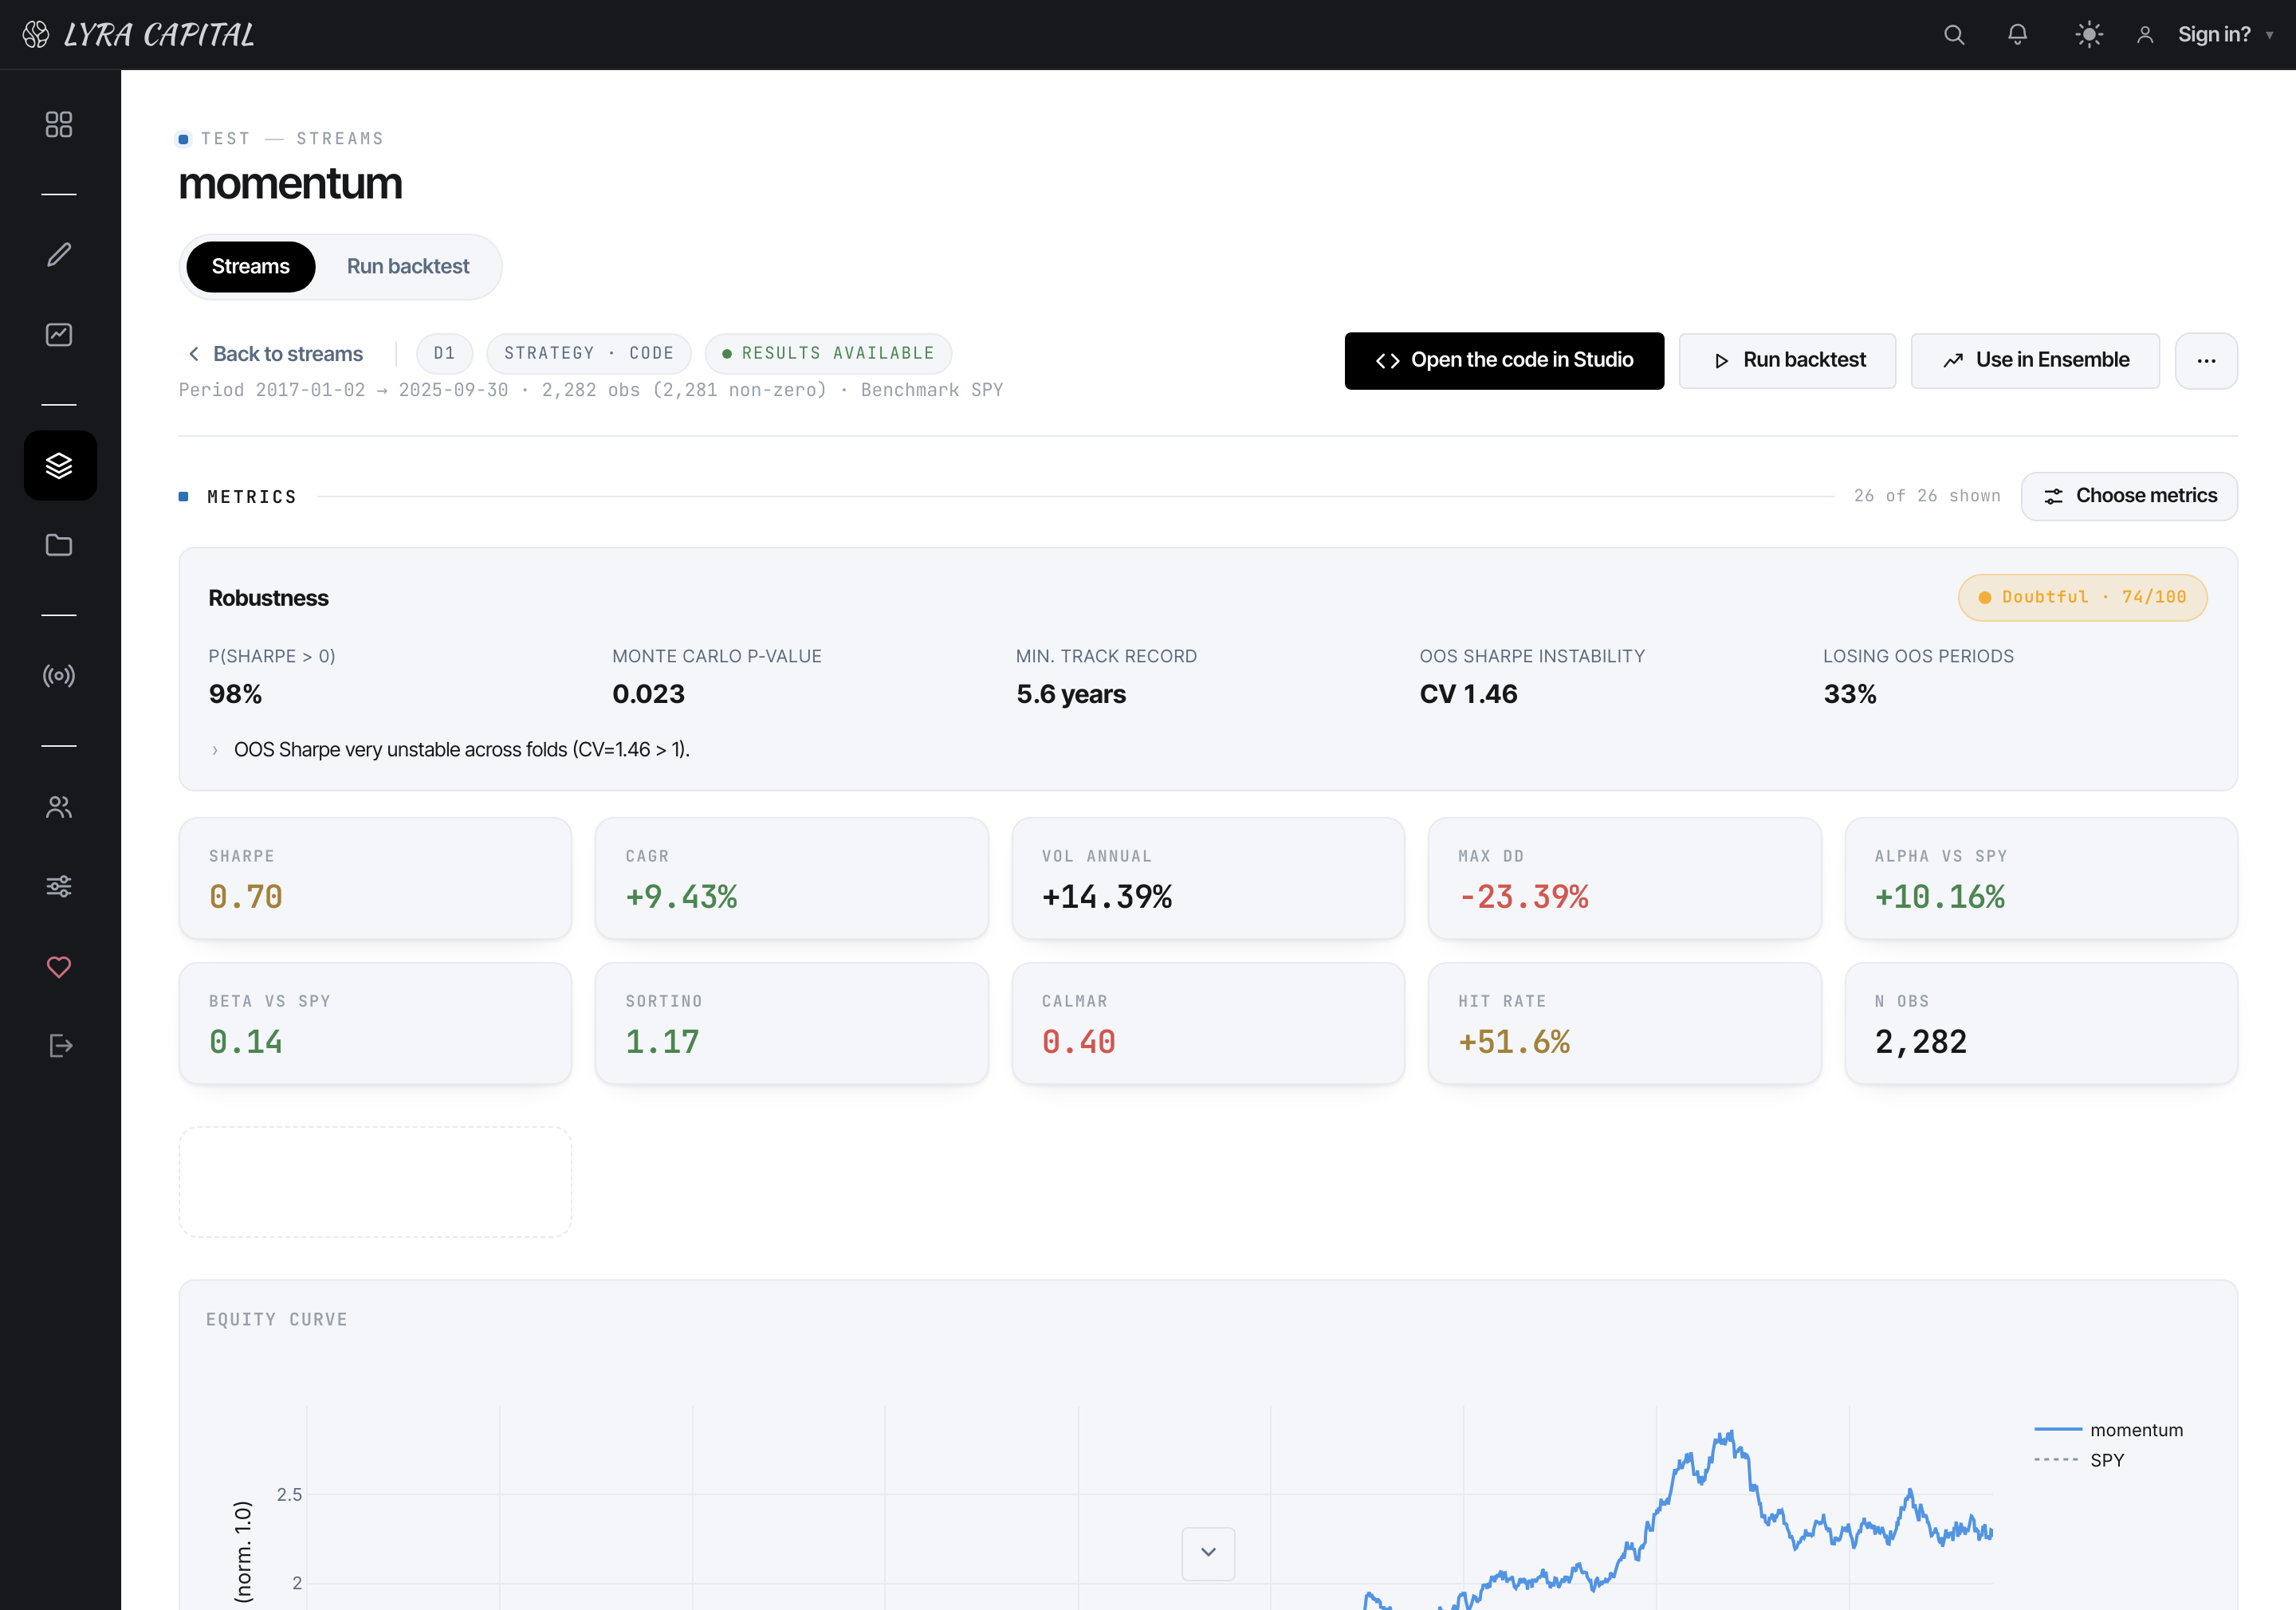 LYRA CAPITAL
Sign in?
TEST — STREAMS
momentum
Streams
Run backtest
Back to streams
D1
STRATEGY · CODE
RESULTS AVAILABLE
Open the code in Studio
Run backtest
Use in Ensemble
Period 2017-01-02 → 2025-09-30 · 2,282 obs (2,281 non-zero) · Benchmark SPY
METRICS
26 of 26 shown
Choose metrics
Robustness
Doubtful · 74/100
P(SHARPE > 0)
98%
MONTE CARLO P-VALUE
0.023
MIN. TRACK RECORD
5.6 years
OOS SHARPE INSTABILITY
CV 1.46
LOSING OOS PERIODS
33%
OOS Sharpe very unstable across folds (CV=1.46 > 1).
SHARPE
0.70
CAGR
+9.43%
VOL ANNUAL
+14.39%
MAX DD
-23.39%
ALPHA VS SPY
+10.16%
BETA VS SPY
0.14
SORTINO
1.17
CALMAR
0.40
HIT RATE
+51.6%
N OBS
2,282
EQUITY CURVE
momentum
SPY
2.5
2
(norm. 1.0)